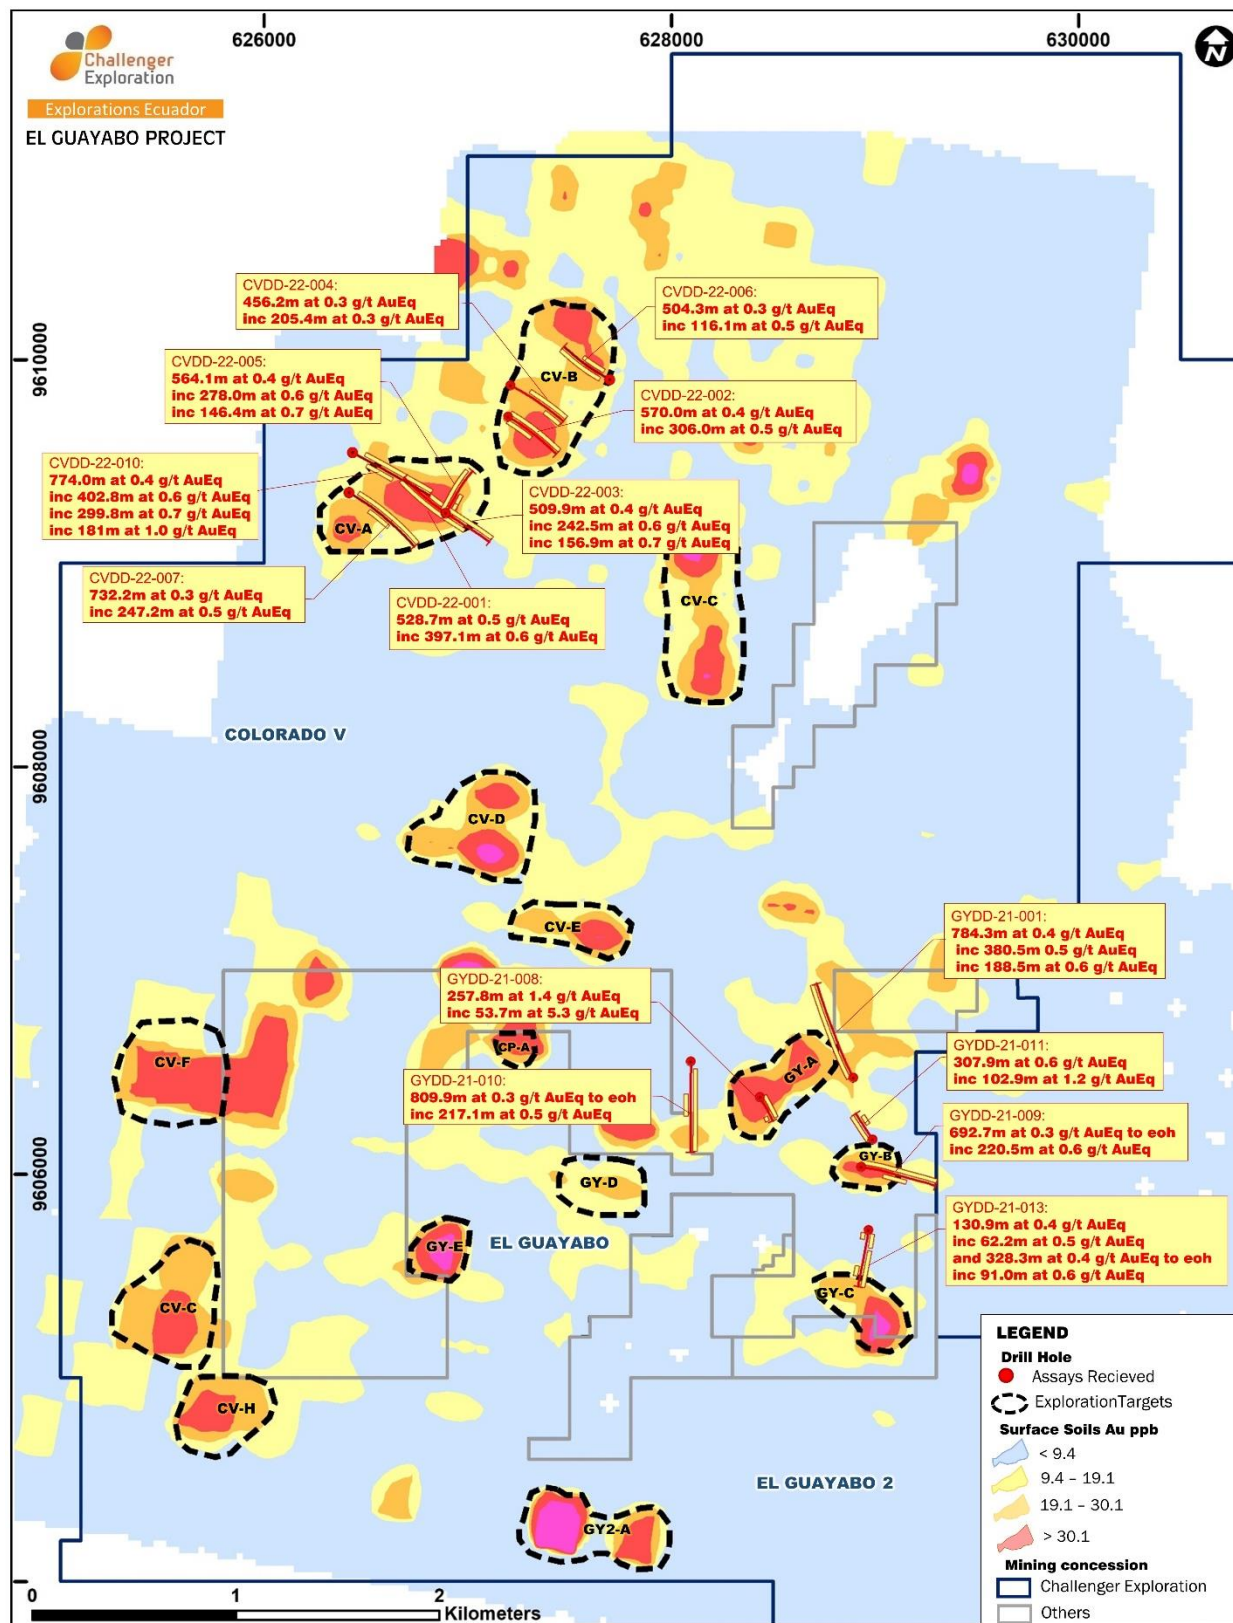 626000
628000
630000
N
Challenger
Exploration
Explorations Ecuador
EL GUAYABO PROJECT
9610000
9608000
9606000
CVDD-22-004:
456.2m at 0.3 g/t AuEq
inc 205.4m at 0.3 g/t AuEq
CVDD-22-006:
504.3m at 0.3 g/t AuEq
inc 116.1m at 0.5 g/t AuEq
CVDD-22-005:
564.1m at 0.4 g/t AuEq
inc 278.0m at 0.6 g/t AuEq
inc 146.4m at 0.7 g/t AuEq
CV-B
CVDD-22-002:
570.0m at 0.4 g/t AuEq
inc 306.0m at 0.5 g/t AuEq
CVDD-22-010:
774.0m at 0.4 g/t AuEq
inc 402.8m at 0.6 g/t AuEq
inc 299.8m at 0.7 g/t AuEq
inc 181m at 1.0 g/t AuEq
CV-A
CVDD-22-003:
509.9m at 0.4 g/t AuEq
inc 242.5m at 0.6 g/t AuEq
inc 156.9m at 0.7 g/t AuEq
CVDD-22-007:
732.2m at 0.3 g/t AuEq
inc 247.2m at 0.5 g/t AuEq
CVDD-22-001:
528.7m at 0.5 g/t AuEq
inc 397.1m at 0.6 g/t AuEq
CV-C
COLORADO V
CV-D
CV-E
GYDD-21-001:
784.3m at 0.4 g/t AuEq
inc 380.5m 0.5 g/t AuEq
inc 188.5m at 0.6 g/t AuEq
GYDD-21-008:
257.8m at 1.4 g/t AuEq
inc 53.7m at 5.3 g/t AuEq
CP-A
CV-F
GY-A
GYDD-21-011:
307.9m at 0.6 g/t AuEq
inc 102.9m at 1.2 g/t AuEq
GYDD-21-010:
809.9m at 0.3 g/t AuEq to eoh
inc 217.1m at 0.5 g/t AuEq
GYDD-21-009:
692.7m at 0.3 g/t AuEq to eoh
inc 220.5m at 0.6 g/t AuEq
GY-B
GY-D
GYDD-21-013:
130.9m at 0.4 g/t AuEq
inc 62.2m at 0.5 g/t AuEq
and 328.3m at 0.4 g/t AuEq to eoh
inc 91.0m at 0.6 g/t AuEq
GY-E
EL GUAYABO
GY-C
CV-C
CV-H
EL GUAYABO 2
GY2-A
LEGEND
Drill Hole
Assays Recieved
ExplorationTargets
Surface Soils Au ppb
< 9.4
9.4 – 19.1
19.1 – 30.1
> 30.1
Mining concession
Challenger Exploration
Others
0 1 2
Kilometers